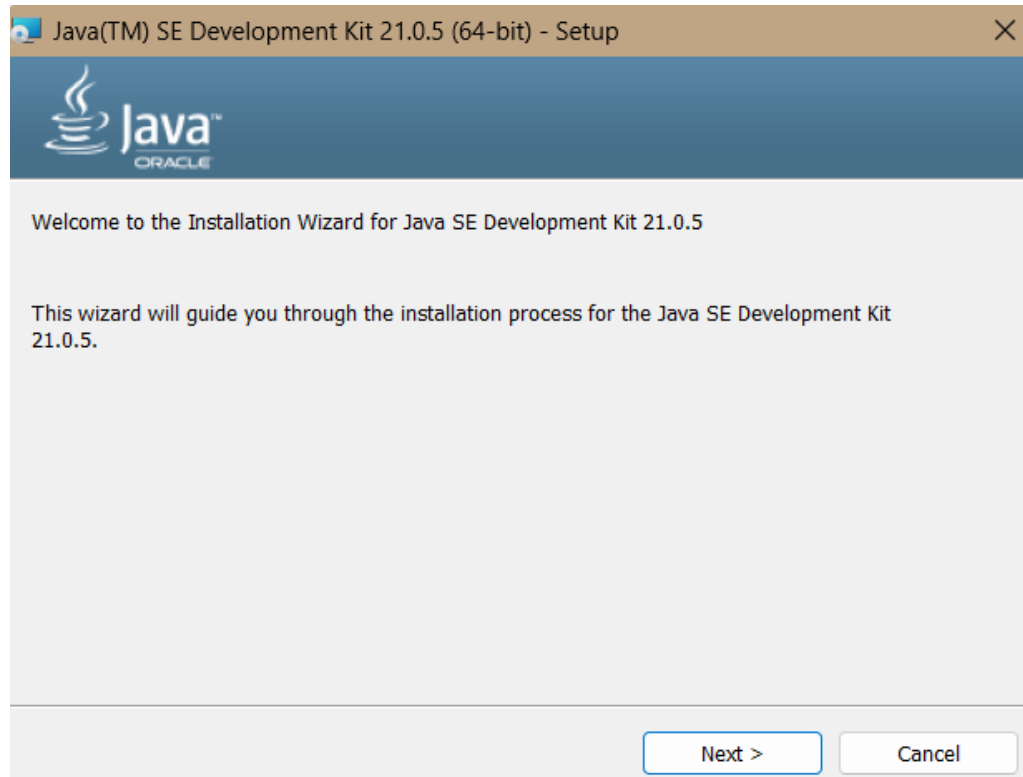 Java(TM) SE Development Kit 21.0.5 (64-bit) - Setup
Java™
ORACLE
Welcome to the Installation Wizard for Java SE Development Kit 21.0.5
This wizard will guide you through the installation process for the Java SE Development Kit
21.0.5.
Next >
Cancel